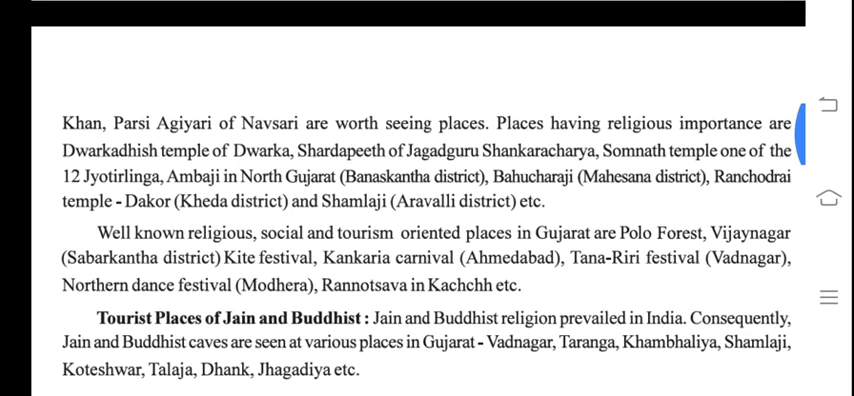 Khan, Parsi Agiyari of Navsari are worth seeing places. Places having religious importance are
Dwarkadhish temple of Dwarka, Shardapeeth of Jagadguru Shankaracharya, Somnath temple one of the
12 Jyotirlinga, Ambaji in North Gujarat (Banaskantha district), Bahucharaji (Mahesana district), Ranchodrai
temple - Dakor (Kheda district) and Shamlaji (Aravalli district) etc.
Well known religious, social and tourism oriented places in Gujarat are Polo Forest, Vijaynagar
(Sabarkantha district) Kite festival, Kankaria carnival (Ahmedabad), Tana-Riri festival (Vadnagar),
Northern dance festival (Modhera), Rannotsava in Kachchh etc.
Tourist Places of Jain and Buddhist : Jain and Buddhist religion prevailed in India. Consequently,
Jain and Buddhist caves are seen at various places in Gujarat - Vadnagar, Taranga, Khambhaliya, Shamlaji,
Koteshwar, Talaja, Dhank, Jhagadiya etc.